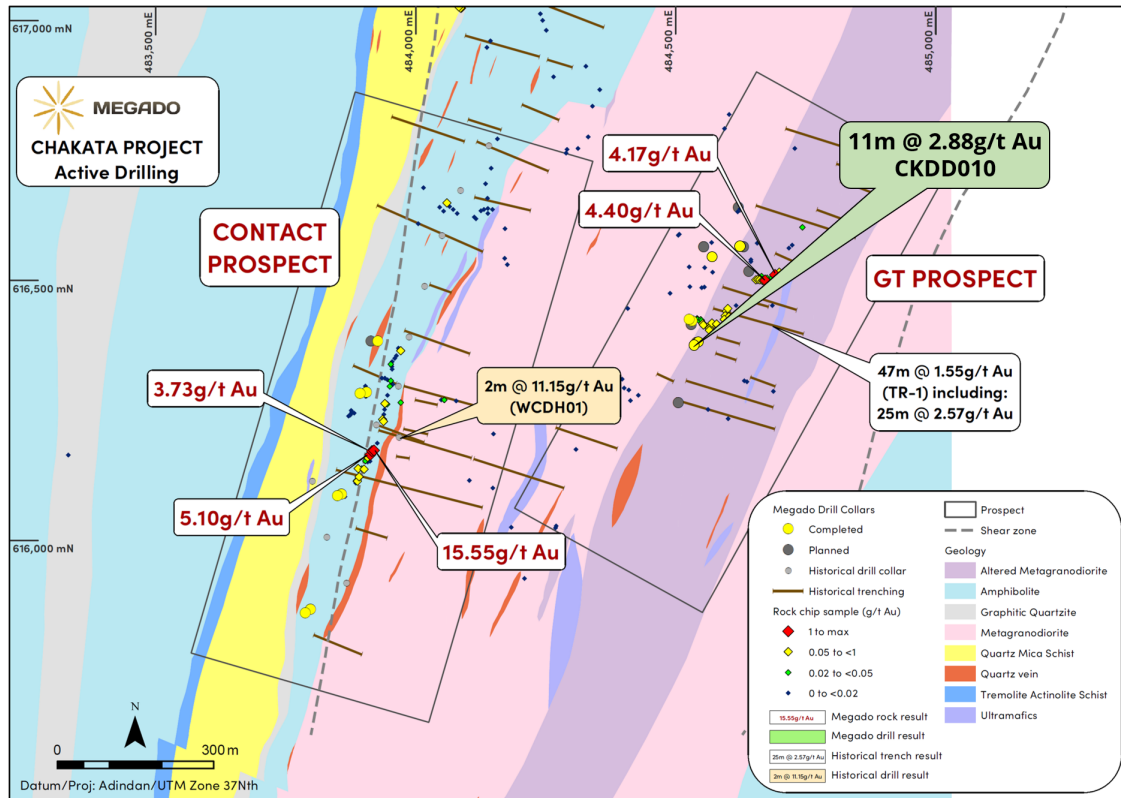 617,000 mN
483,500 mE
484,000 mE
484,500 mE
485,000 mE
MEGADO
CHAKATA PROJECT
Active Drilling
CONTACT
PROSPECT
4.17g/t Au
4.40g/t Au
11m @ 2.88g/t Au
CKDD010
616,500 mN
GT PROSPECT
3.73g/t Au
2m @ 11.15g/t Au
(WCDH01)
47m @ 1.55g/t Au
(TR-1) including:
25m @ 2.57g/t Au
5.10g/t Au
15.55g/t Au
616,000 mN
Megado Drill Collars
Completed
Planned
Historical drill collar
Historical trenching
Rock chip sample (g/t Au)
1 to max
0.05 to <1
0.02 to <0.05
0 to <0.02
15.55g/t Au
Megado rock result
Megado drill result
25m @ 2.57g/t Au
Historical trench result
2m @ 11.15g/t Au
Historical drill result
Prospect
Shear zone
Geology
Altered Metagranodiorite
Amphibolite
Graphitic Quartzite
Metagranodiorite
Quartz Mica Schist
Quartz vein
Tremolite Actinolite Schist
Ultramafics
N
0
300 m
Datum/Proj: Adindan/UTM Zone 37Nth